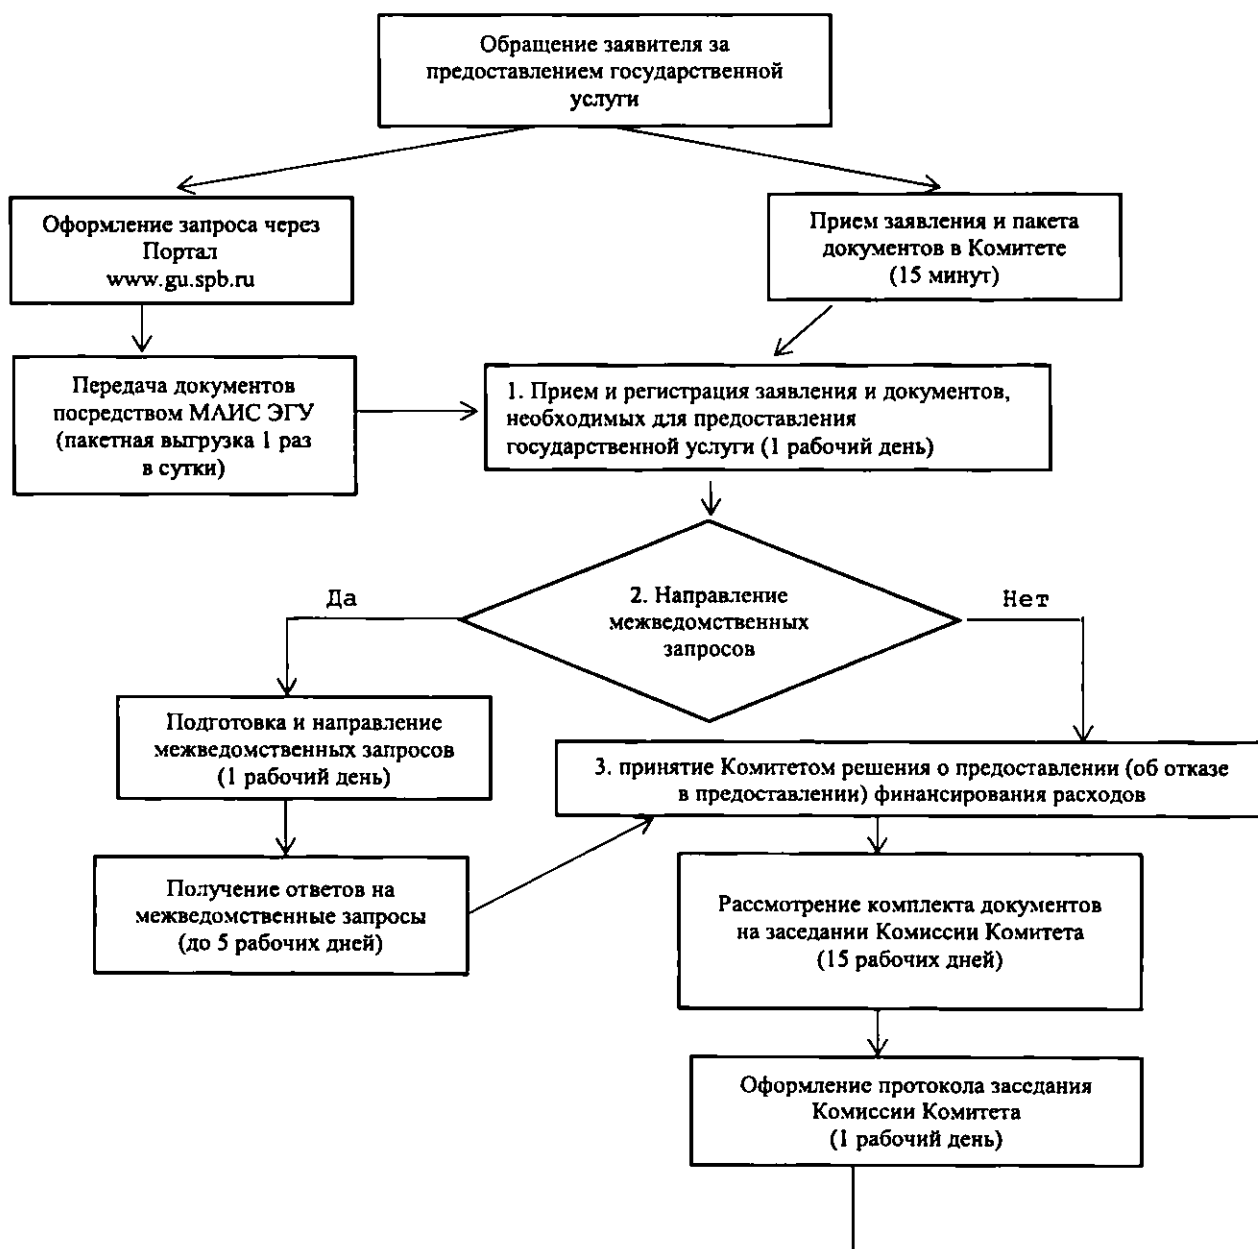 Обращение заявителя за
предоставлением государственной
услуги
Оформление запроса через
Портал
www.gu.spb.ru
Прием заявления и пакета
документов в Комитете
(15 минут)
Передача документов
посредством МАИС ЭГУ
(пакетная выгрузка 1 раз
в сутки)
1. Прием и регистрация заявления и документов,
необходимых для предоставления
государственной услуги (1 рабочий день)
2. Направление
межведомственных
запросов
Да
Нет
Подготовка и направление
межведомственных запросов
(1 рабочий день)
3. принятие Комитетом решения о предоставлении (об отказе
в предоставлении) финансирования расходов
Получение ответов на
межведомственные запросы
(до 5 рабочих дней)
Рассмотрение комплекта документов
на заседании Комиссии Комитета
(15 рабочих дней)
Оформление протокола заседания
Комиссии Комитета
(1 рабочий день)